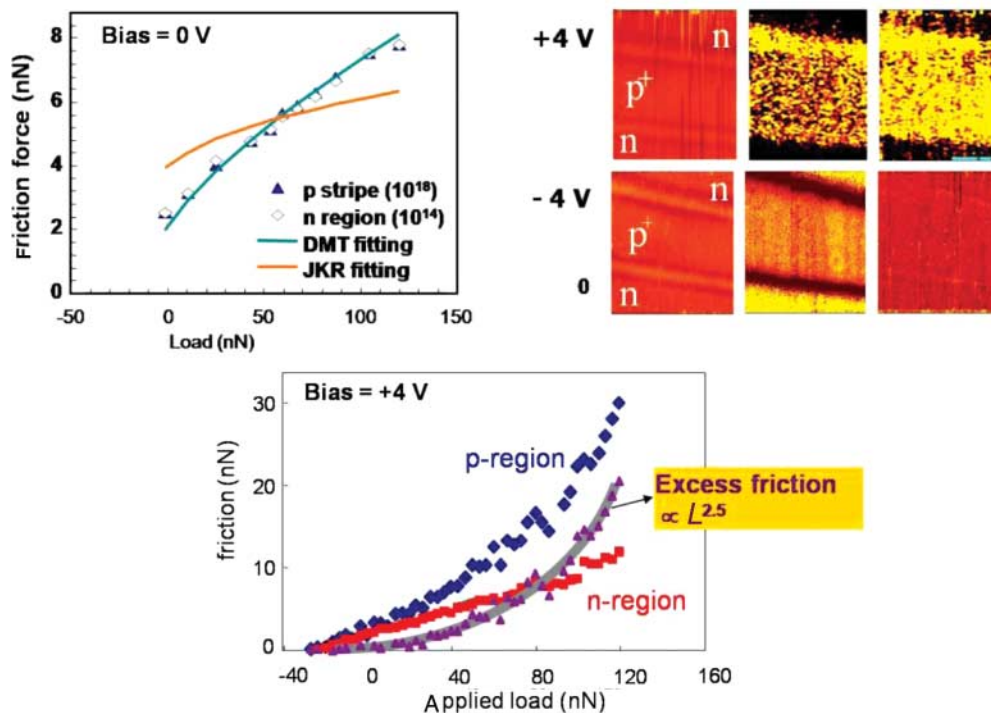 Bias = 0 V
Friction force (nN)
8
6
4
2
0
p stripe (10¹⁸)
n region (10¹⁴)
DMT fitting
JKR fitting
-50
0
50
100
150
Load (nN)
+4 V
n
p⁺
n
- 4 V
n
p⁺
0
n
Bias = +4 V
friction (nN)
30
20
10
0
p-region
Excess friction
∝ L²·⁵
n-region
-40
0
40
80
120
160
Applied load (nN)